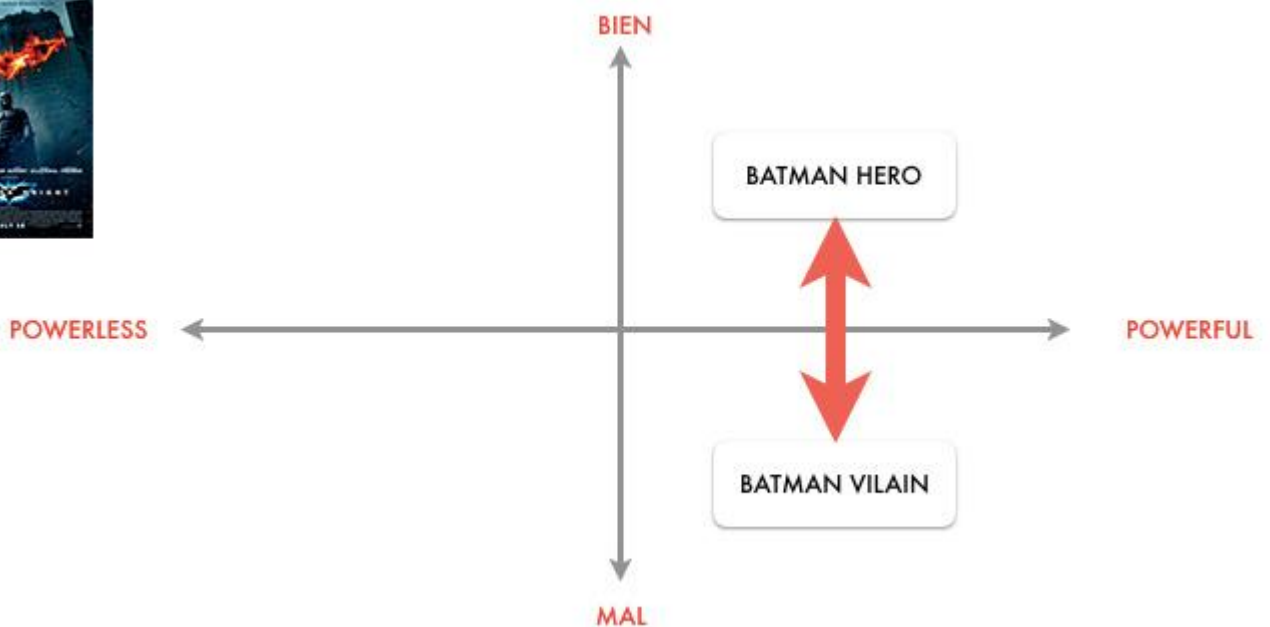 BIEN
BATMAN HERO
POWERLESS
POWERFUL
BATMAN VILAIN
MAL